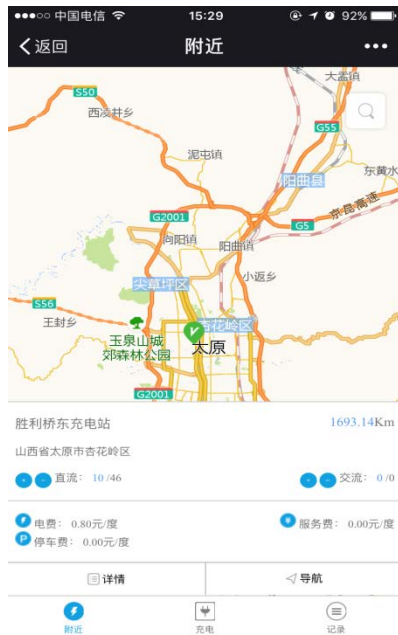 中国电信 15:29 92%
返回 附近
大盂镇
S50
西凌井乡
G55
泥屯镇
东黄水
阳曲县
京昆高速
G2001
G5
向阳镇 阳曲镇
小返乡
尖草坪区
S56
王封乡
杏花岭区
玉泉山城
郊森林公园
太原
G2001
胜利桥东充电站 1693.14Km
山西省太原市杏花岭区
直流： 10 /46 交流： 0 /0
电费： 0.80元/度 服务费： 0.00元/度
P 停车费： 0.00元/度
详情 导航
附近 充电 记录